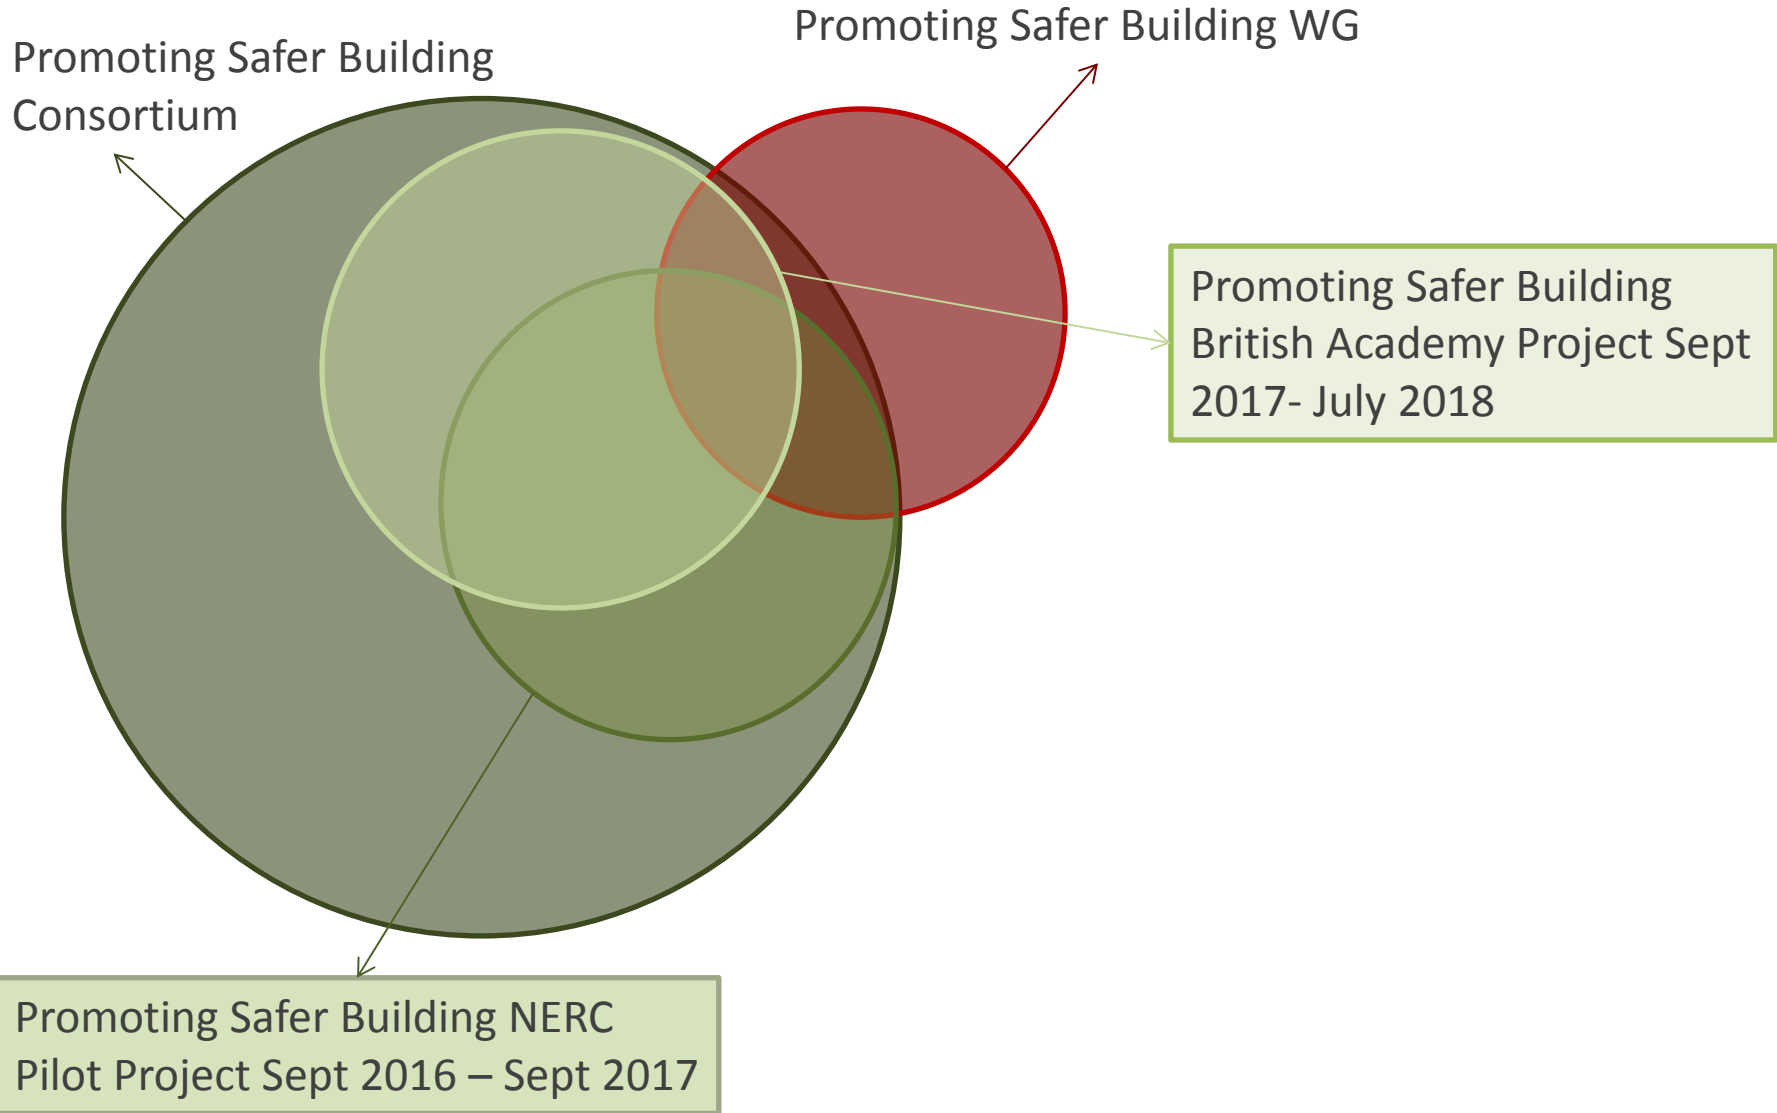 Promoting Safer Building WG
Promoting Safer Building
Consortium
Promoting Safer Building
British Academy Project Sept
2017- July 2018
Promoting Safer Building NERC
Pilot Project Sept 2016 – Sept 2017